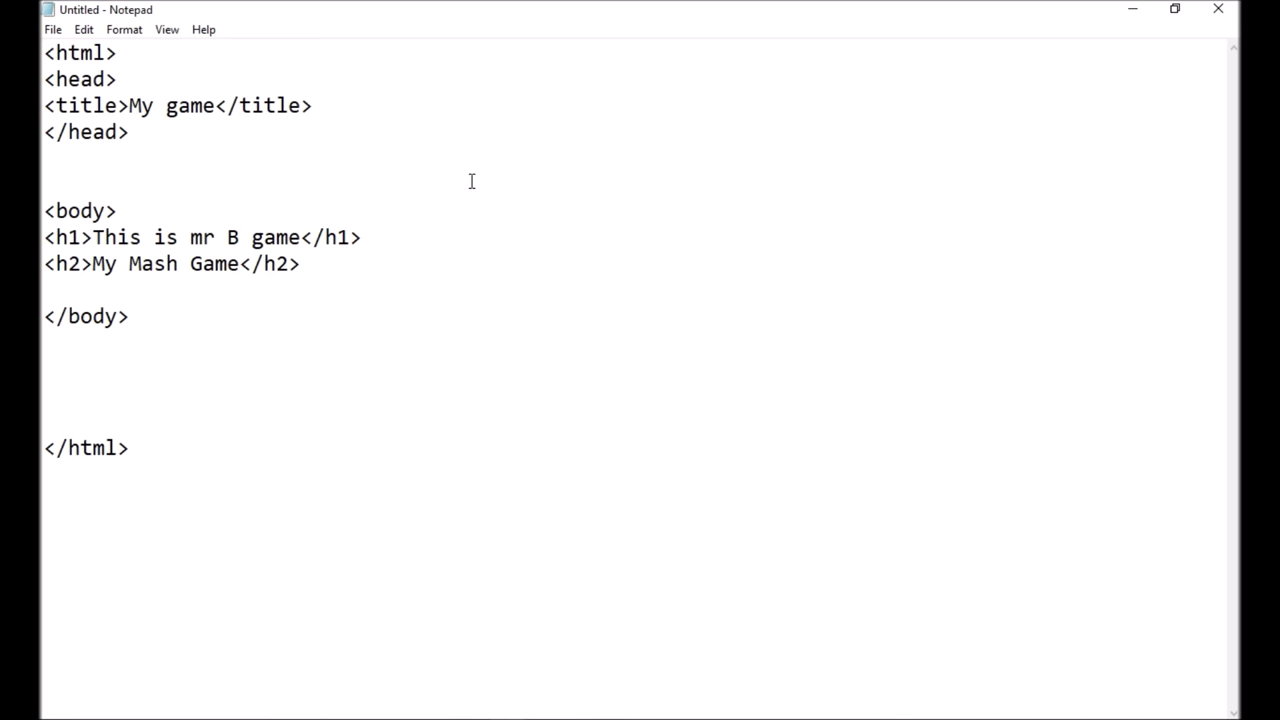 Untitled - Notepad
File Edit Format View Help
<html>
<head>
<title>My game</title>
</head>
<body>
<h1>This is mr B game</h1>
<h2>My Mash Game</h2>
</body>
</html>